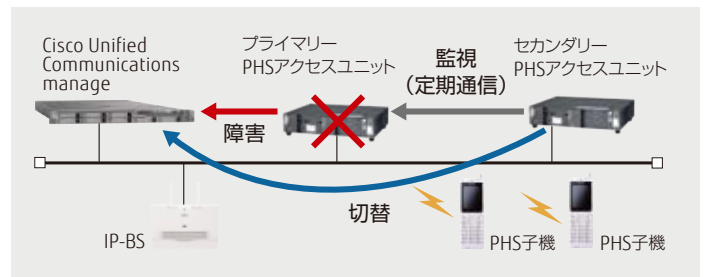 Cisco Unified
Communications
manage
プライマリー
PHSアクセスユニット
監視
（定期通信）
セカンダリー
PHSアクセスユニット
障害
切替
IP-BS
PHS子機
PHS子機